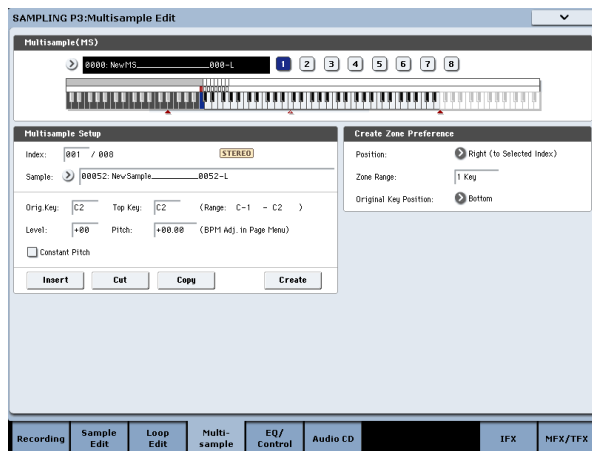 SAMPLING P3:Multisample Edit
Multisample(MS)
0000: NewMS_______________000-L
1 2 3 4 5 6 7 8
Multisample Setup
Index: 001 / 008 STEREO
Sample: 00052: NewSample__________0052-L
Orig.Key: C2 Top Key: C2 (Range: C-1 - C2 )
Level: +00 Pitch: +00.00 (BPM Adj. in Page Menu)
Constant Pitch
Insert Cut Copy Create
Create Zone Preference
Position: Right (to Selected Index)
Zone Range: 1 Key
Original Key Position: Bottom
Recording
Sample
Edit
Loop
Edit
Multi-
sample
EQ/
Control
Audio CD
IFX
MFX/TFX